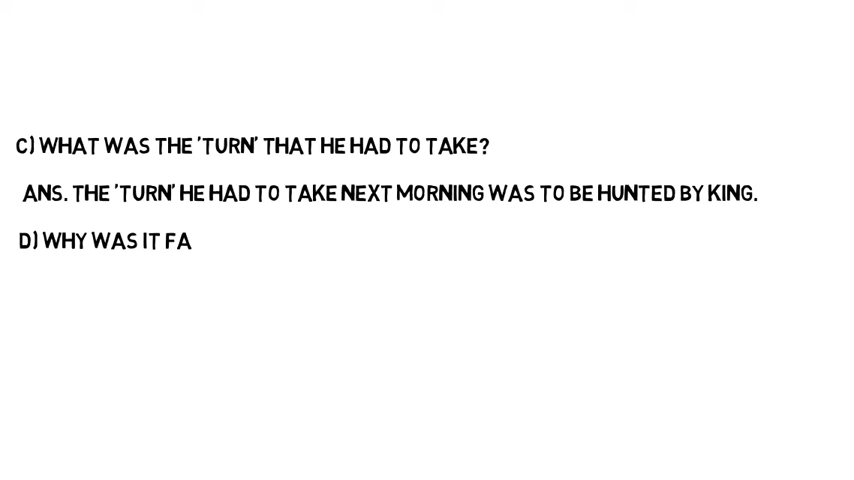 C) WHAT WAS THE 'TURN' THAT HE HAD TO TAKE?
ANS. THE 'TURN' HE HAD TO TAKE NEXT MORNING WAS TO BE HUNTED BY KING.
D) WHY WAS IT FA